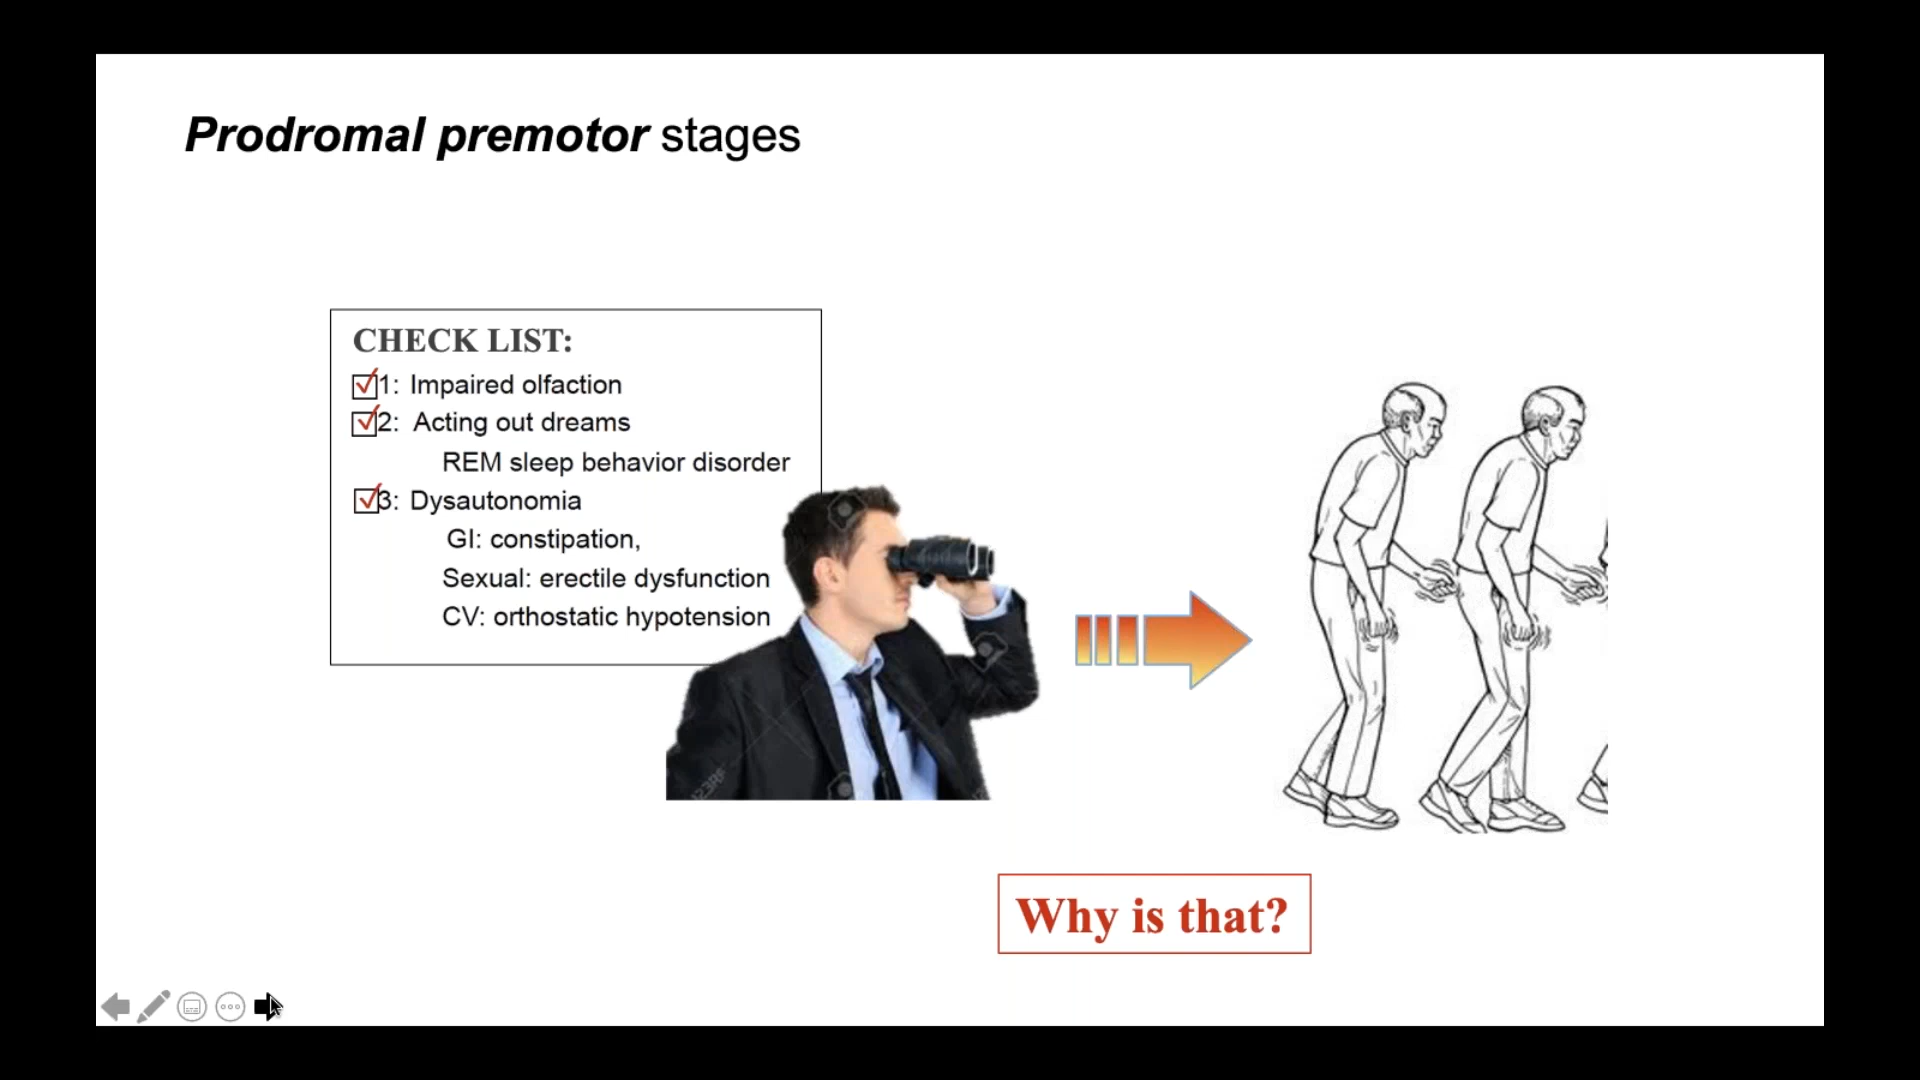 Prodromal premotor stages
CHECK LIST:
1: Impaired olfaction
2: Acting out dreams
REM sleep behavior disorder
3: Dysautonomia
GI: constipation,
Sexual: erectile dysfunction
CV: orthostatic hypotension
123RF
Why is that?